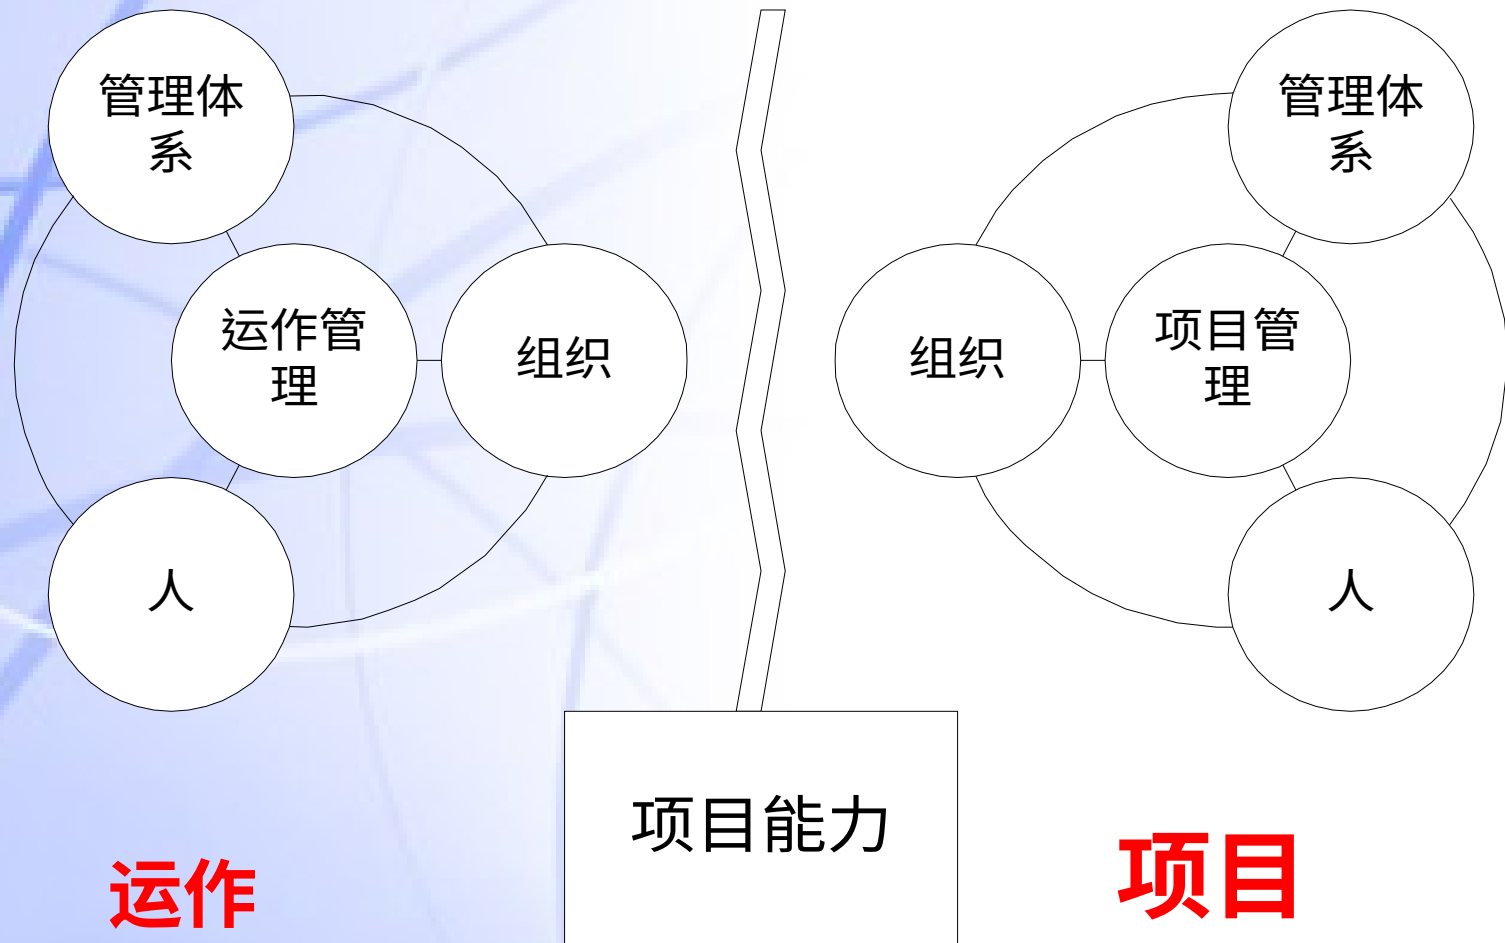 管理体
系
运作管
理
组织
人
运作
管理体
系
组织
项目管
理
人
项目能力
项目